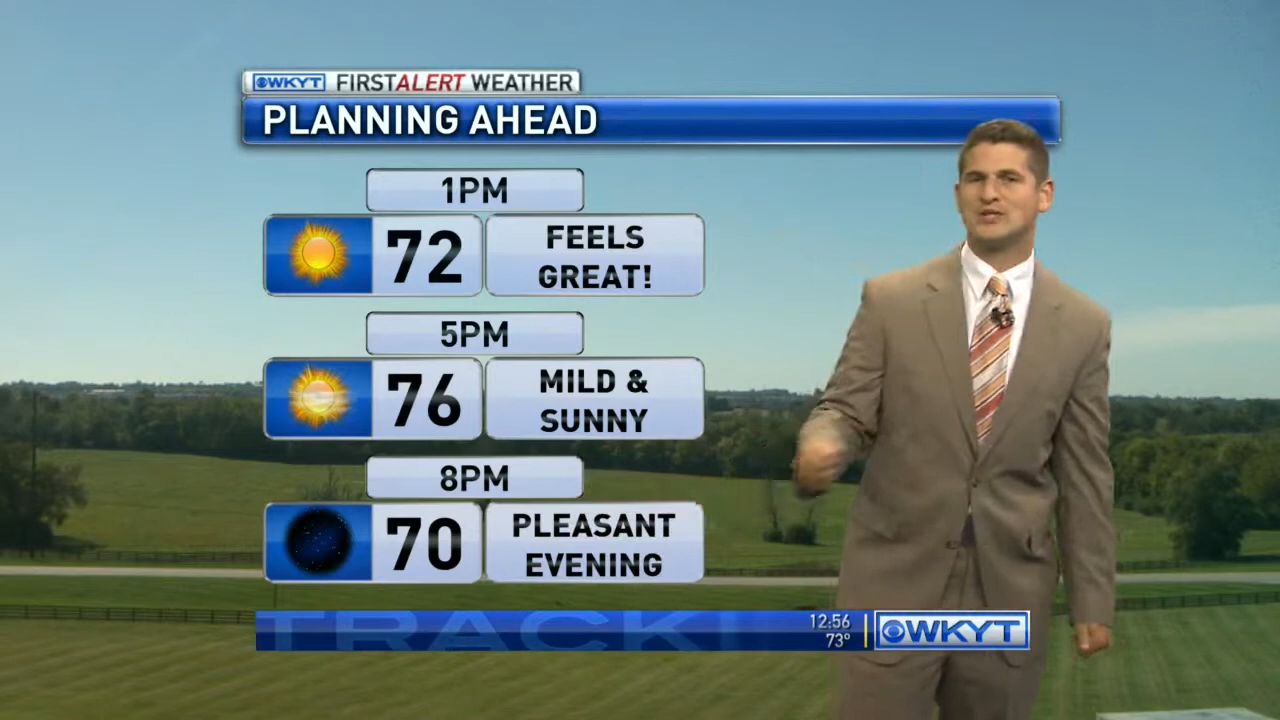 WKYT FIRSTALERT WEATHER
PLANNING AHEAD
1PM
72
FEELS
GREAT!
5PM
76
MILD &
SUNNY
8PM
70
PLEASANT
EVENING
TRACKI
12:56
73°
WKYT